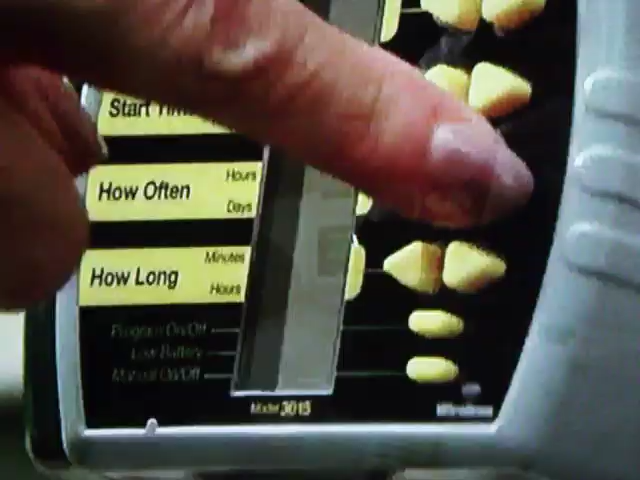 Start Time
Hours
How Often
Days
Minutes
How Long
Hours
Program On/Off
Low Battery
Manual On/Off
Model 3015